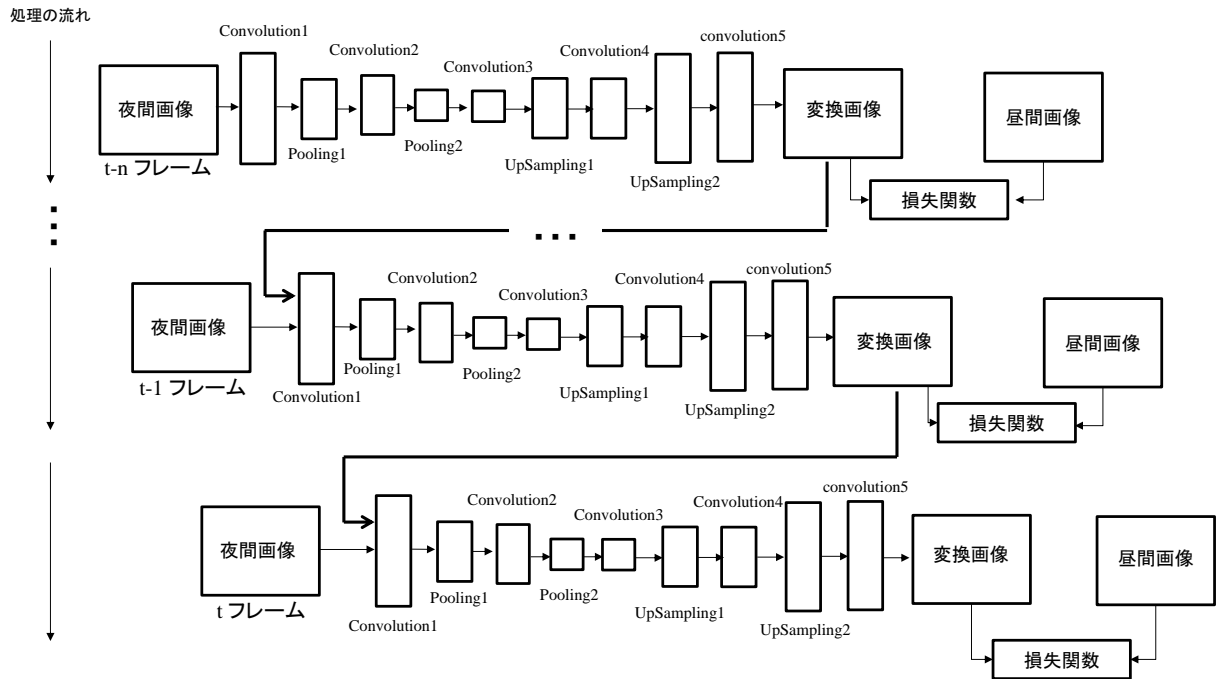 処理の流れ
Convolution1
Convolution2
Convolution3
Convolution4
convolution5
夜間画像
変換画像
昼間画像
t-n フレーム
Pooling1
Pooling2
UpSampling1
UpSampling2
損失関数
Convolution2
Convolution3
Convolution4
convolution5
夜間画像
変換画像
昼間画像
t-1 フレーム
Convolution1
Pooling1
Pooling2
UpSampling1
UpSampling2
損失関数
Convolution2
Convolution3
Convolution4
convolution5
夜間画像
変換画像
昼間画像
t フレーム
Convolution1
Pooling1
Pooling2
UpSampling1
UpSampling2
損失関数